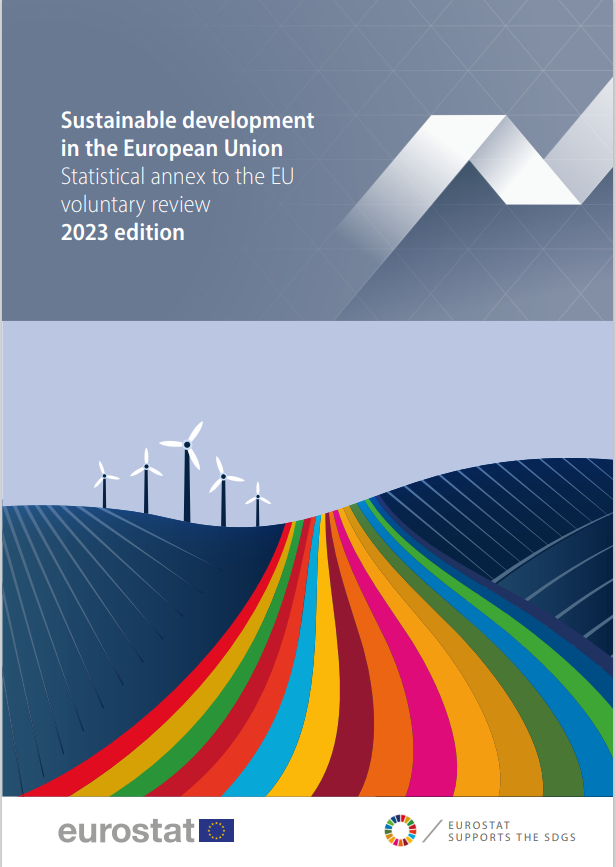 Sustainable development
in the European Union
Statistical annex to the EU
voluntary review
2023 edition
eurostat
EUROSTAT
SUPPORTS THE SDGS